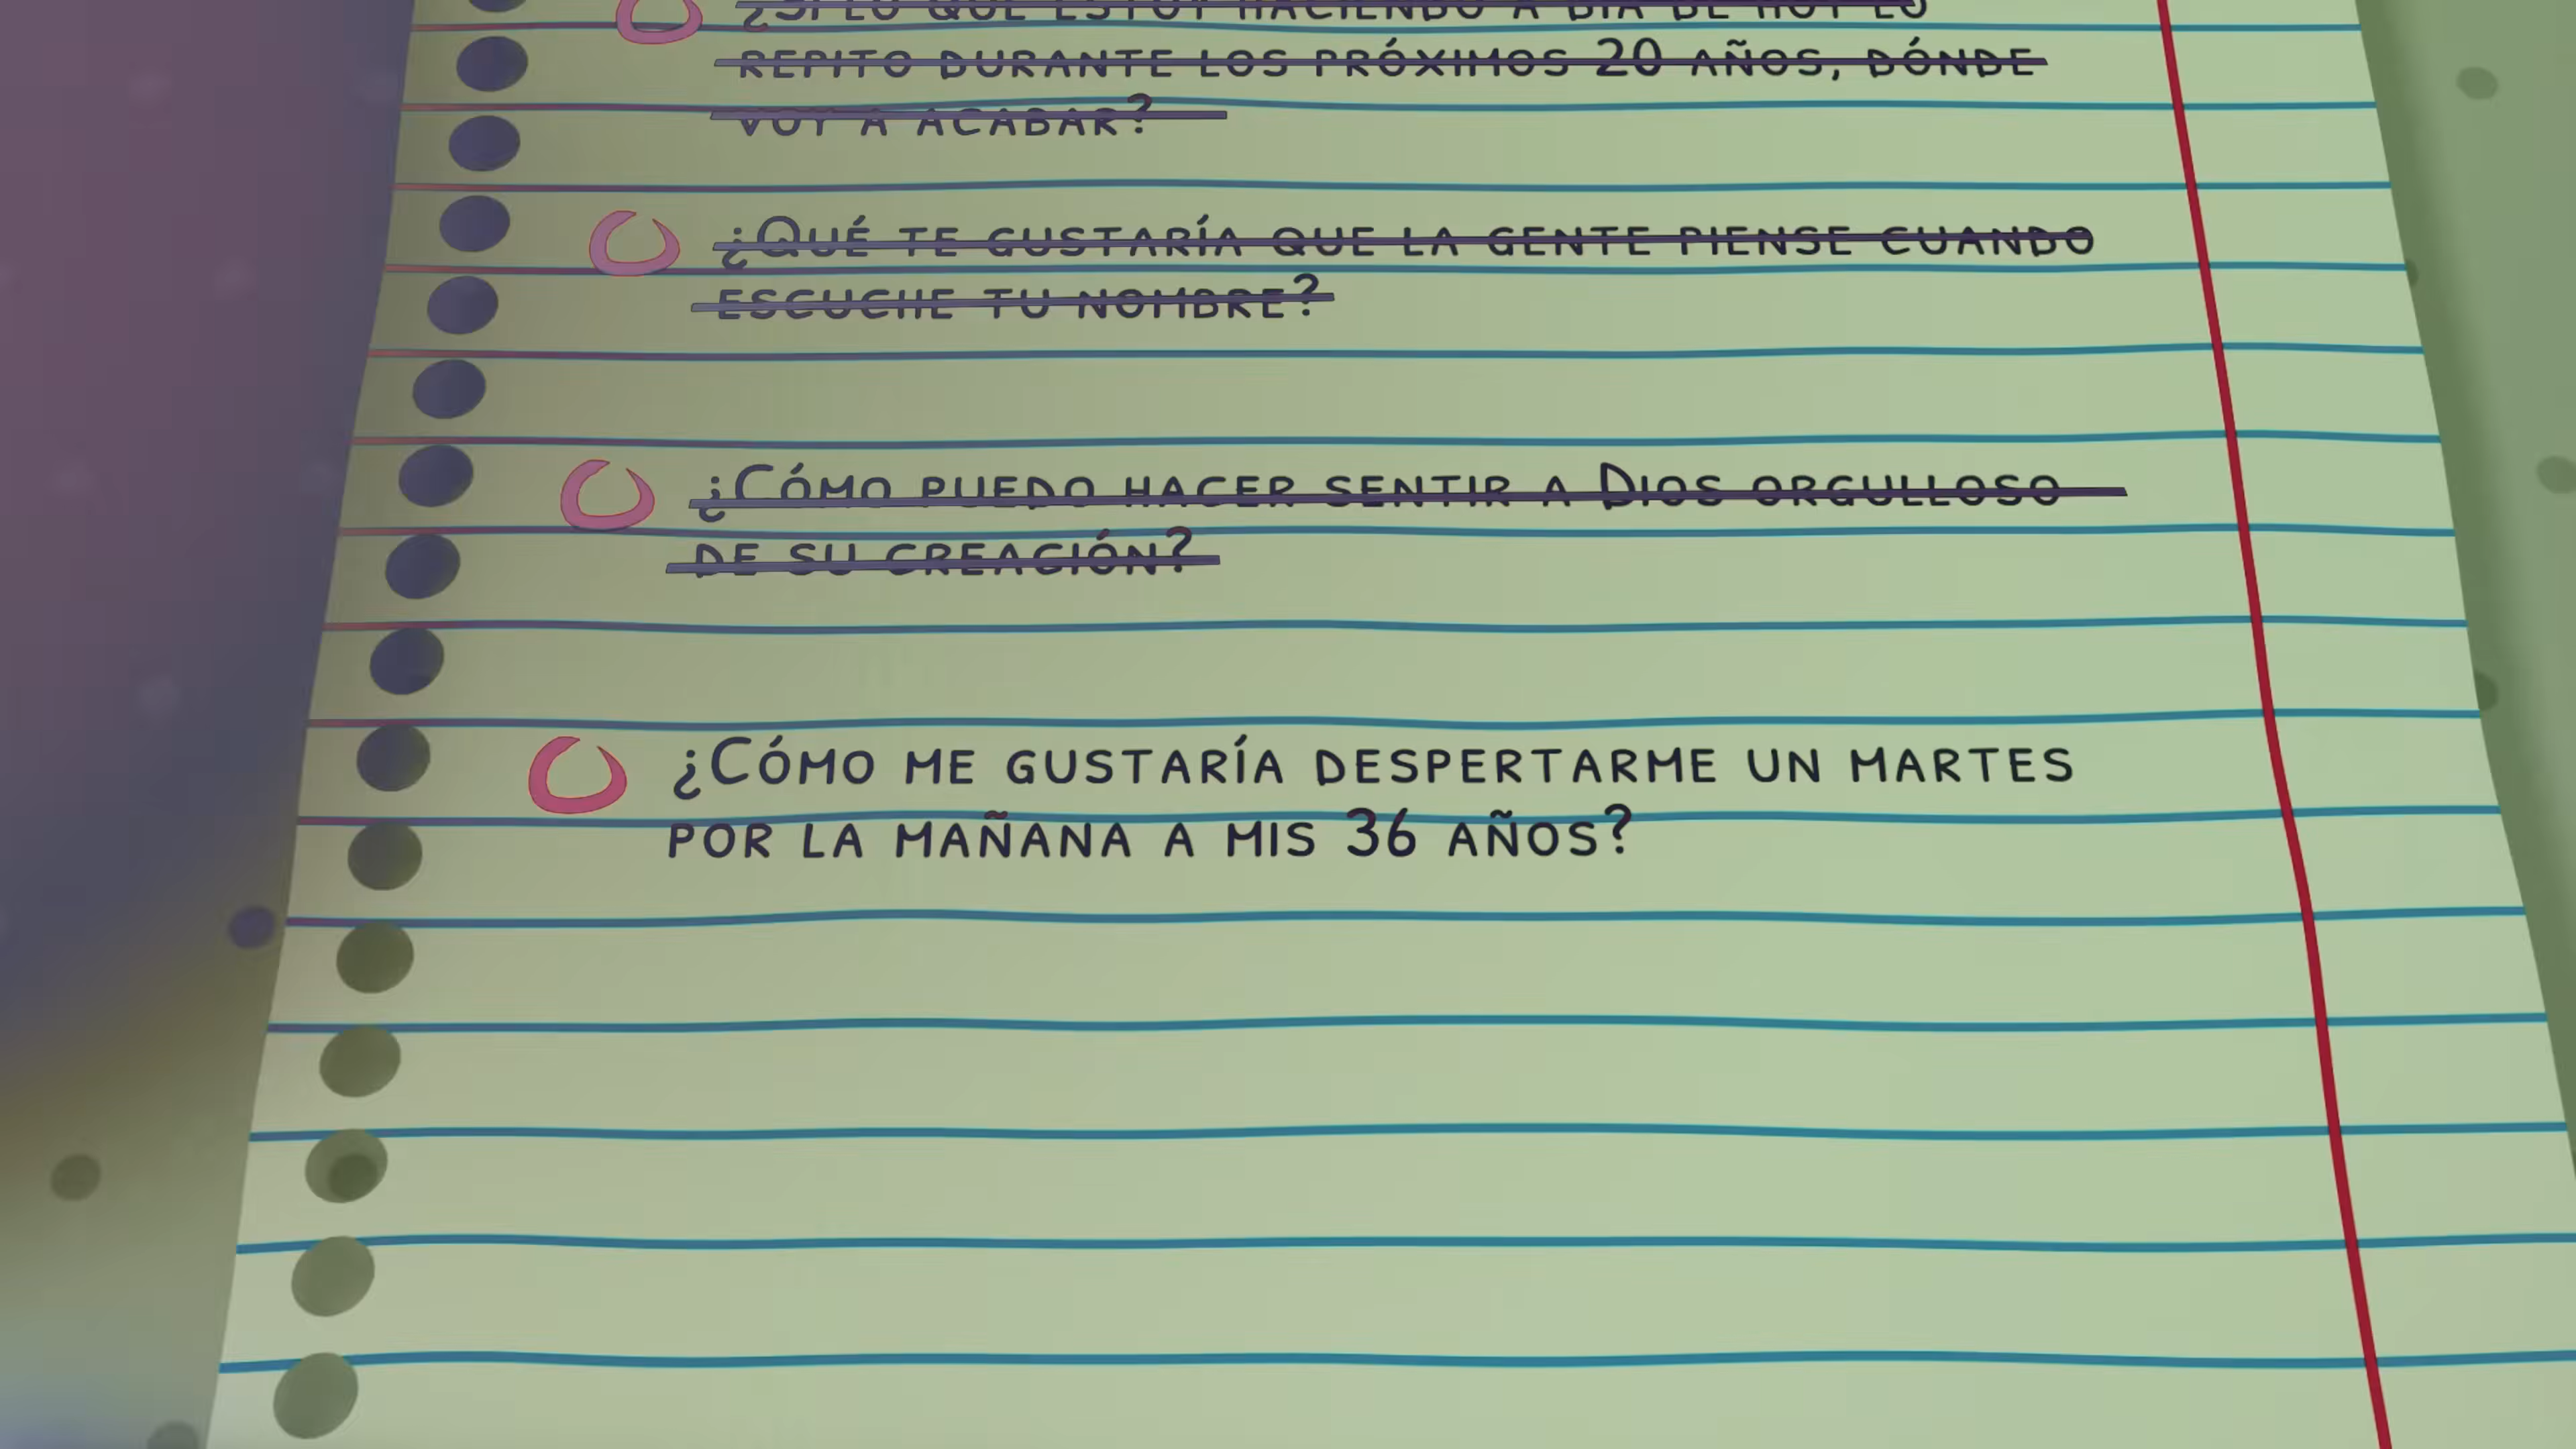 ¿Si lo que estoy haciendo a día de hoy lo
repito durante los próximos 20 años, dónde
voy a acabar?
¿Qué te gustaría que la gente piense cuando
escuche tu nombre?
¿Cómo puedo hacer sentir a Dios orgulloso
de su creación?
¿Cómo me gustaría despertarme un martes
por la mañana a mis 36 años?